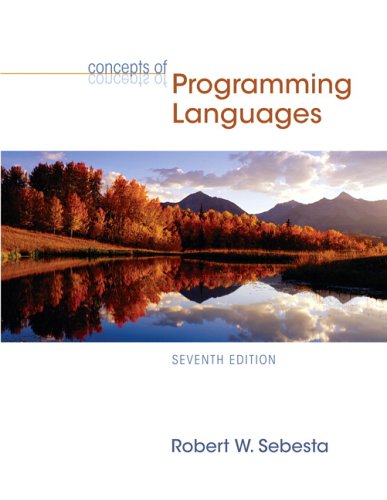 concepts of
Programming
Languages
SEVENTH EDITION
Robert W. Sebesta